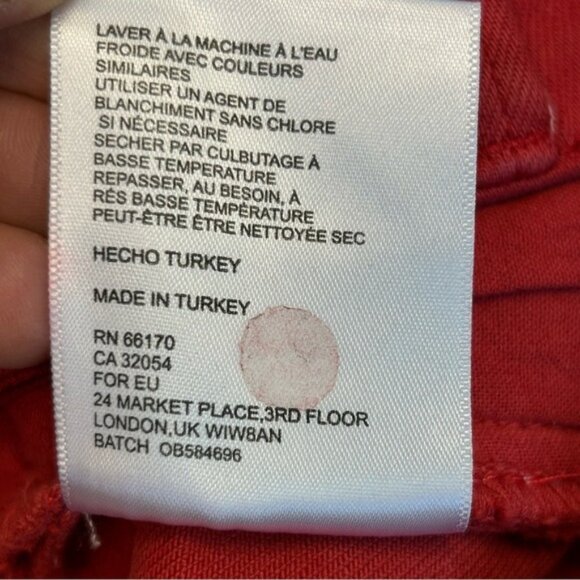 LAVER À LA MACHINE À L'EAU
FROIDE AVEC COULEURS
SIMILAIRES
UTILISER UN AGENT DE
BLANCHIMENT SANS CHLORE
SI NÉCESSAIRE
SECHER PAR CULBUTAGE À
BASSE TEMPERATURE
REPASSER, AU BESOIN, À
RÉS BASSE TEMPÉRATURE
PEUT-ÊTRE ÊTRE NETTOYÉE SEC
HECHO TURKEY
MADE IN TURKEY
RN 66170
CA 32054
FOR EU
24 MARKET PLACE,3RD FLOOR
LONDON,UK WIW8AN
BATCH OB584696